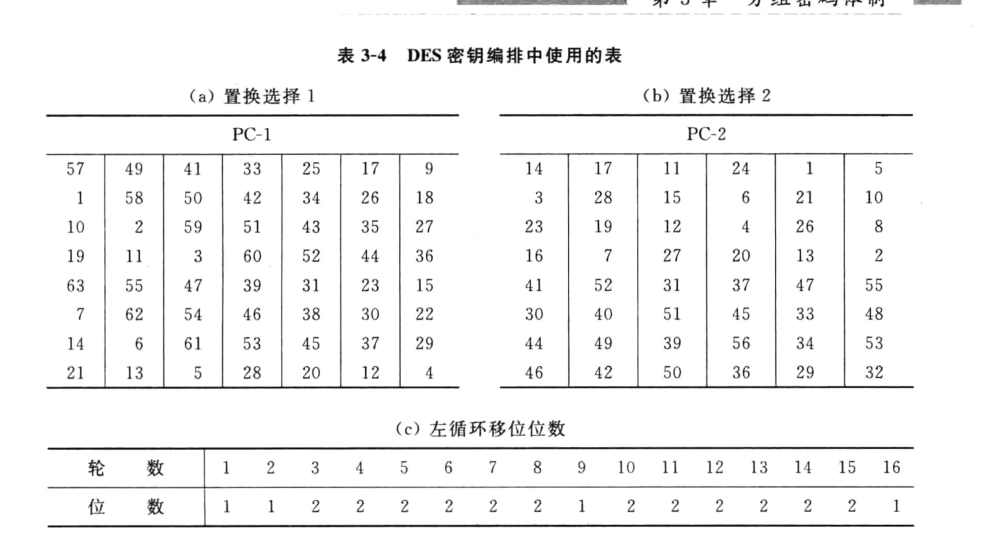 第3章 分组密码体制
表 3-4 DES 密钥编排中使用的表
(a) 置换选择 1
PC-1
57 49 41 33 25 17 9
1 58 50 42 34 26 18
10 2 59 51 43 35 27
19 11 3 60 52 44 36
63 55 47 39 31 23 15
7 62 54 46 38 30 22
14 6 61 53 45 37 29
21 13 5 28 20 12 4
(b) 置换选择 2
PC-2
14 17 11 24 1 5
3 28 15 6 21 10
23 19 12 4 26 8
16 7 27 20 13 2
41 52 31 37 47 55
30 40 51 45 33 48
44 49 39 56 34 53
46 42 50 36 29 32
(c) 左循环移位位数
轮 数 1 2 3 4 5 6 7 8 9 10 11 12 13 14 15 16
位 数 1 1 2 2 2 2 2 2 1 2 2 2 2 2 2 1